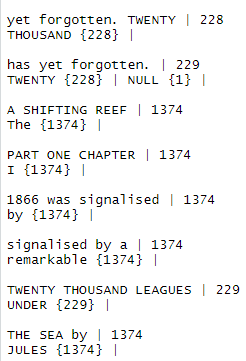 yet forgotten. TWENTY | 228
THOUSAND {228} |
has yet forgotten. | 229
TWENTY {228} | NULL {1} |
A SHIFTING REEF | 1374
The {1374} |
PART ONE CHAPTER | 1374
I {1374} |
1866 was signalised | 1374
by {1374} |
signalised by a | 1374
remarkable {1374} |
TWENTY THOUSAND LEAGUES | 229
UNDER {229} |
THE SEA by | 1374
JULES {1374} |